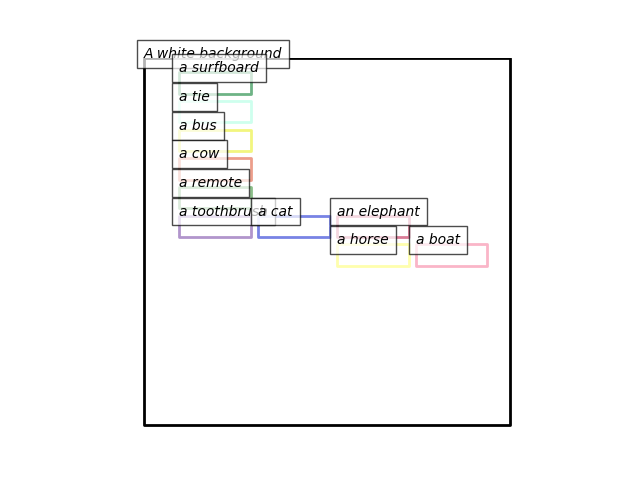 A white background
a surfboard
a tie
a bus
a cow
a remote
a toothbrush a cat an elephant
a horse a boat